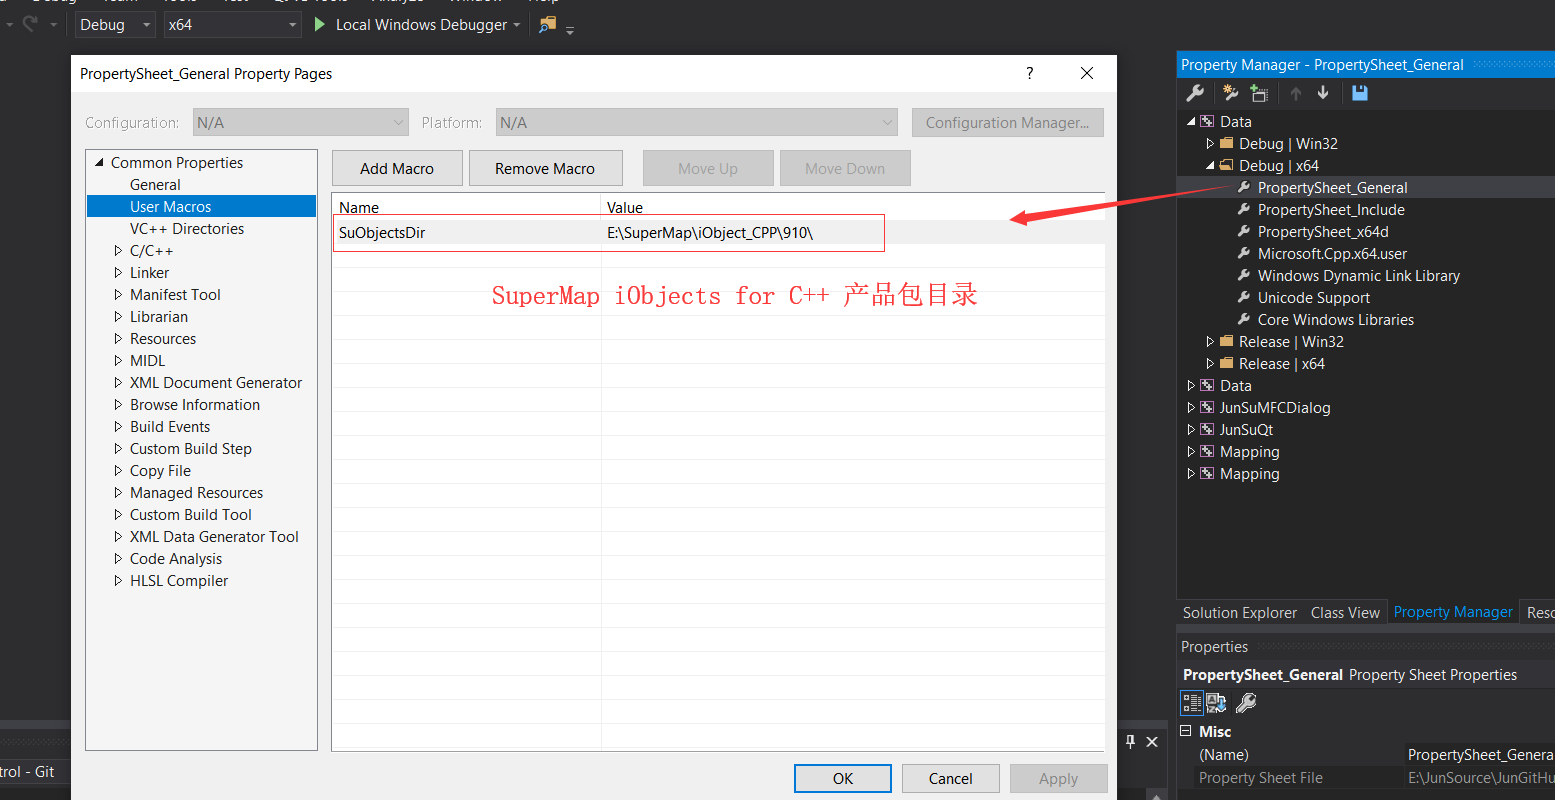 Debug
x64
Local Windows Debugger
PropertySheet_General Property Pages
?
Configuration:
N/A
Platform:
N/A
Configuration Manager...
Common Properties
General
User Macros
VC++ Directories
C/C++
Linker
Manifest Tool
Librarian
Resources
MIDL
XML Document Generator
Browse Information
Build Events
Custom Build Step
Copy File
Managed Resources
Custom Build Tool
XML Data Generator Tool
Code Analysis
HLSL Compiler
Add Macro
Remove Macro
Move Up
Move Down
Name Value
SuObjectsDir E:\SuperMap\iObject_CPP\910\
SuperMap iObjects for C++ 产品包目录
OK
Cancel
Apply
Property Manager - PropertySheet_General
Data
Debug | Win32
Debug | x64
PropertySheet_General
PropertySheet_Include
PropertySheet_x64d
Microsoft.Cpp.x64.user
Windows Dynamic Link Library
Unicode Support
Core Windows Libraries
Release | Win32
Release | x64
Data
JunSuMFCDialog
JunSuQt
Mapping
Mapping
Solution Explorer
Class View
Property Manager
Reso
Properties
PropertySheet_General Property Sheet Properties
Misc
(Name) PropertySheet_Genera
Property Sheet File E:\JunSource\JunGitHu
trol - Git